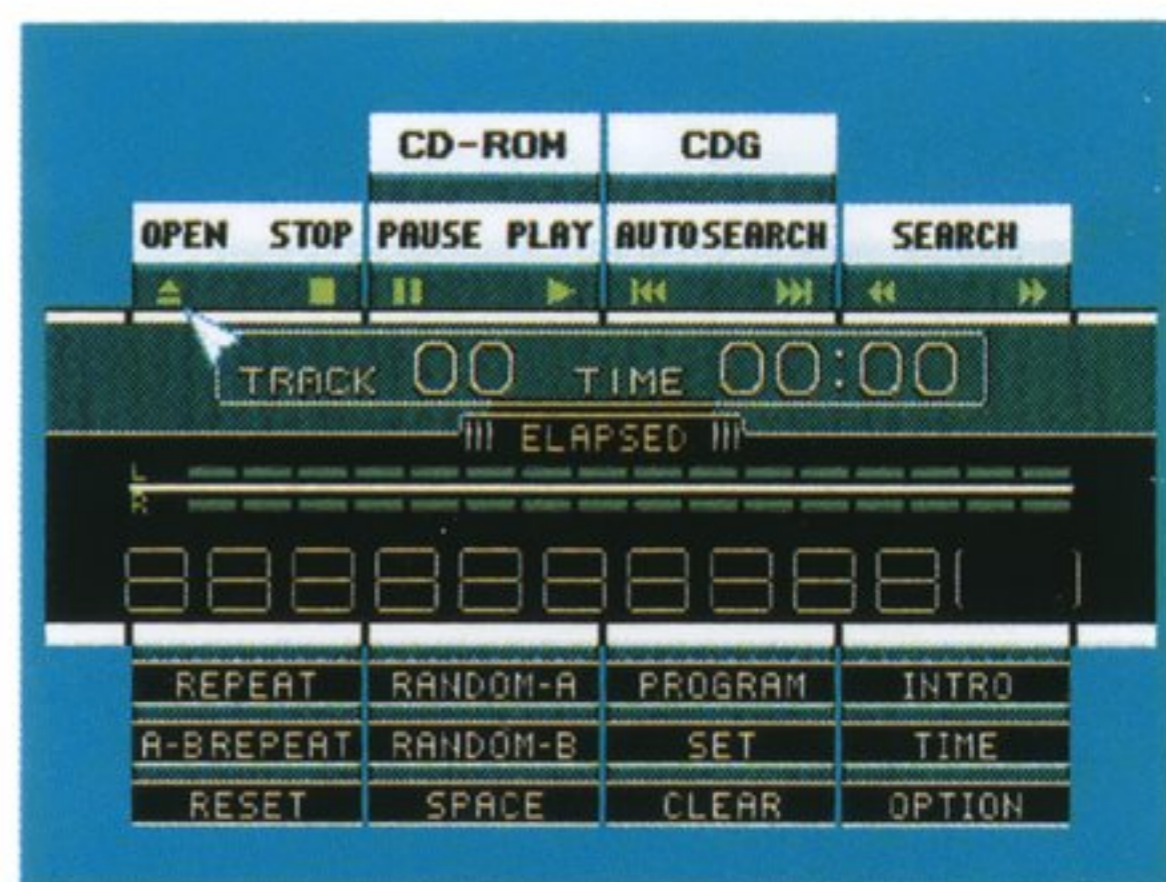 CD-ROM CDG
OPEN STOP PAUSE PLAY AUTOSEARCH SEARCH
TRACK 00 TIME 00:00
ELAPSED
L
R
REPEAT RANDOM-A PROGRAM INTRO
A-BREPEAT RANDOM-B SET TIME
RESET SPACE CLEAR OPTION